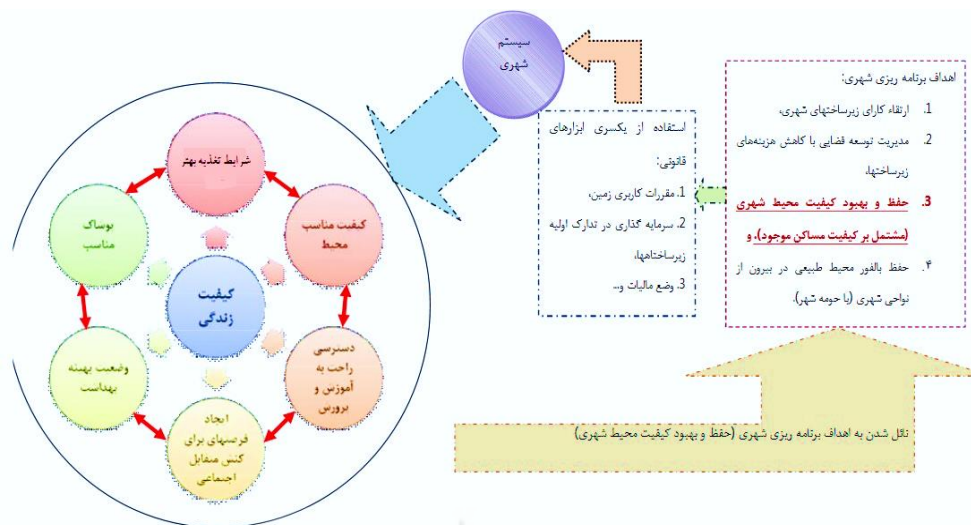 سیستم
شهری
اهداف برنامه ریزی شهری:
1. ارتقاء کارای زیرساختهای شهری،
2. مدیریت توسعه فضایی با کاهش هزینه‌های
زیرساختها،
3. حفظ و بهبود کیفیت محیط شهری
(مشتمل بر کیفیت مساکن موجود)، و
۴. حفظ بالفور محیط طبیعی در بیرون از
نواحی شهری (یا حومه شهر).
استفاده از یکسری ابزارهای
قانونی:
1. مقررات کاربری زمین،
2. سرمایه گذاری در تدارک اولیه
زیرساختاهها،
3. وضع مالیات و...
نائل شدن به اهداف برنامه ریزی شهری (حفظ و بهبود کیفیت محیط شهری)
شرایط تغذیه بهتر
کیفیت مناسب
محیط
دسترسی
راحت به
آموزش و
پرورش
ایجاد
فرصتهای برای
کنش متقابل
اجتماعی
وضعیت بهینه
بهداشت
پوشاک
مناسب
کیفیت
زندگی